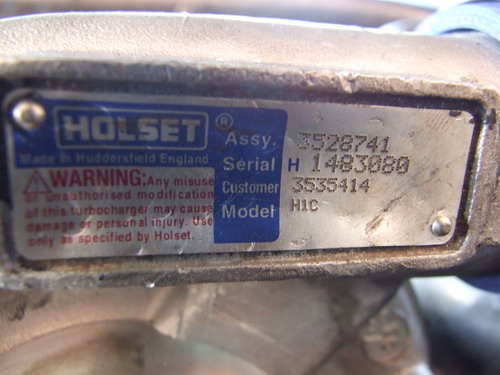 HOLSET®
Made in Huddersfield England
WARNING: Any misuse
or unauthorised modification
of this turbocharger may cause
damage or personal injury. Use
only as specified by Holset.
Assy. 3528741
Serial H 1483080
Customer 3535414
Model H1C